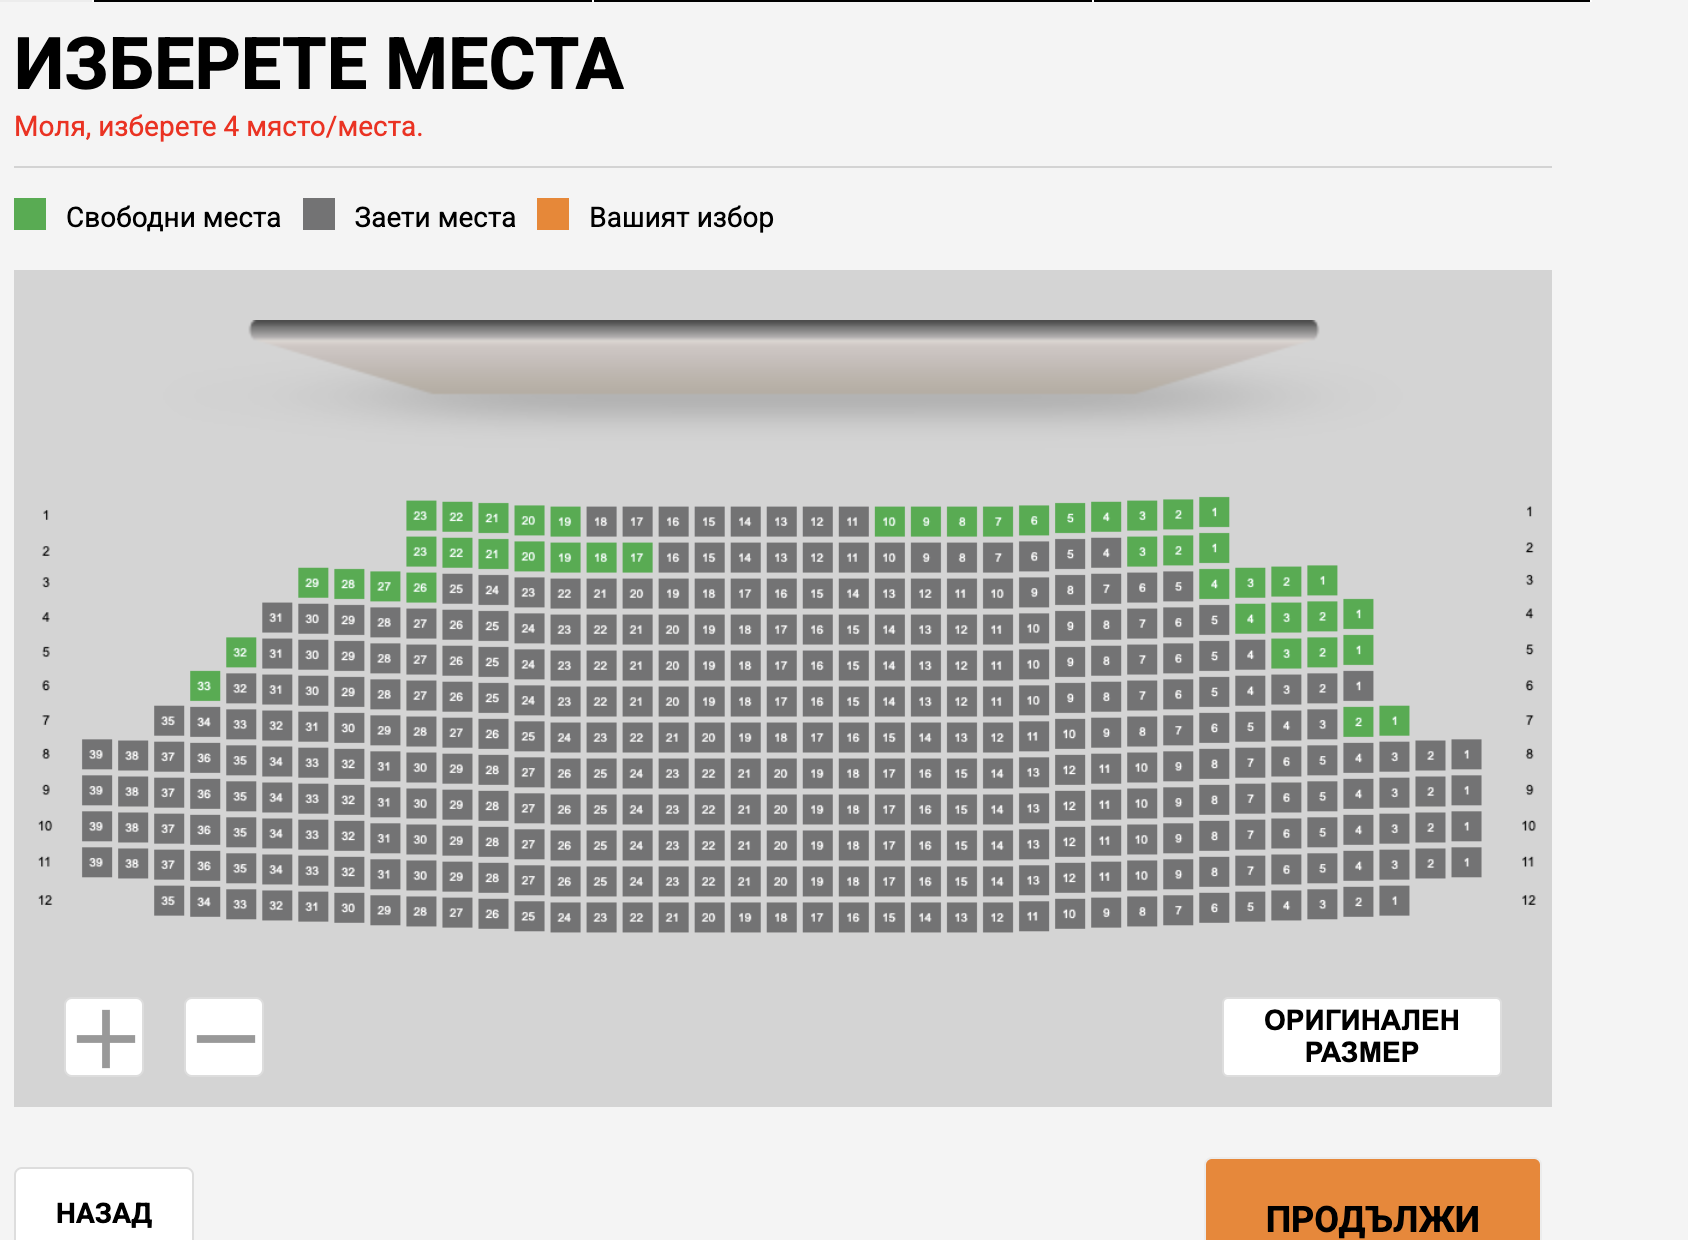 ИЗБЕРЕТЕ МЕСТА
Моля, изберете 4 място/места.
Свободни места Заети места Вашият избор
1 23 22 21 20 19 18 17 16 15 14 13 12 11 10 9 8 7 6 5 4 3 2 1 1
2 23 22 21 20 19 18 17 16 15 14 13 12 11 10 9 8 7 6 5 4 3 2 1 2
3 29 28 27 26 25 24 23 22 21 20 19 18 17 16 15 14 13 12 11 10 9 8 7 6 5 4 3 2 1 3
4 31 30 29 28 27 26 25 24 23 22 21 20 19 18 17 16 15 14 13 12 11 10 9 8 7 6 5 4 3 2 1 4
5 32 31 30 29 28 27 26 25 24 23 22 21 20 19 18 17 16 15 14 13 12 11 10 9 8 7 6 5 4 3 2 1 5
6 33 32 31 30 29 28 27 26 25 24 23 22 21 20 19 18 17 16 15 14 13 12 11 10 9 8 7 6 5 4 3 2 1 6
7 35 34 33 32 31 30 29 28 27 26 25 24 23 22 21 20 19 18 17 16 15 14 13 12 11 10 9 8 7 6 5 4 3 2 1 7
8 39 38 37 36 35 34 33 32 31 30 29 28 27 26 25 24 23 22 21 20 19 18 17 16 15 14 13 12 11 10 9 8 7 6 5 4 3 2 1 8
9 39 38 37 36 35 34 33 32 31 30 29 28 27 26 25 24 23 22 21 20 19 18 17 16 15 14 13 12 11 10 9 8 7 6 5 4 3 2 1 9
10 39 38 37 36 35 34 33 32 31 30 29 28 27 26 25 24 23 22 21 20 19 18 17 16 15 14 13 12 11 10 9 8 7 6 5 4 3 2 1 10
11 39 38 37 36 35 34 33 32 31 30 29 28 27 26 25 24 23 22 21 20 19 18 17 16 15 14 13 12 11 10 9 8 7 6 5 4 3 2 1 11
12 35 34 33 32 31 30 29 28 27 26 25 24 23 22 21 20 19 18 17 16 15 14 13 12 11 10 9 8 7 6 5 4 3 2 1 12
ОРИГИНАЛЕН
РАЗМЕР
НАЗАД
ПРОДЪЛЖИ